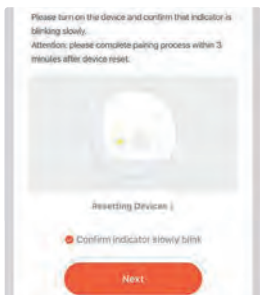 Please turn on the device and confirm that indicator is
blinking slowly.
Attention: please complete pairing process within 3
minutes after device reset.
Resetting Devices
Confirm indicator slowly blink
Next